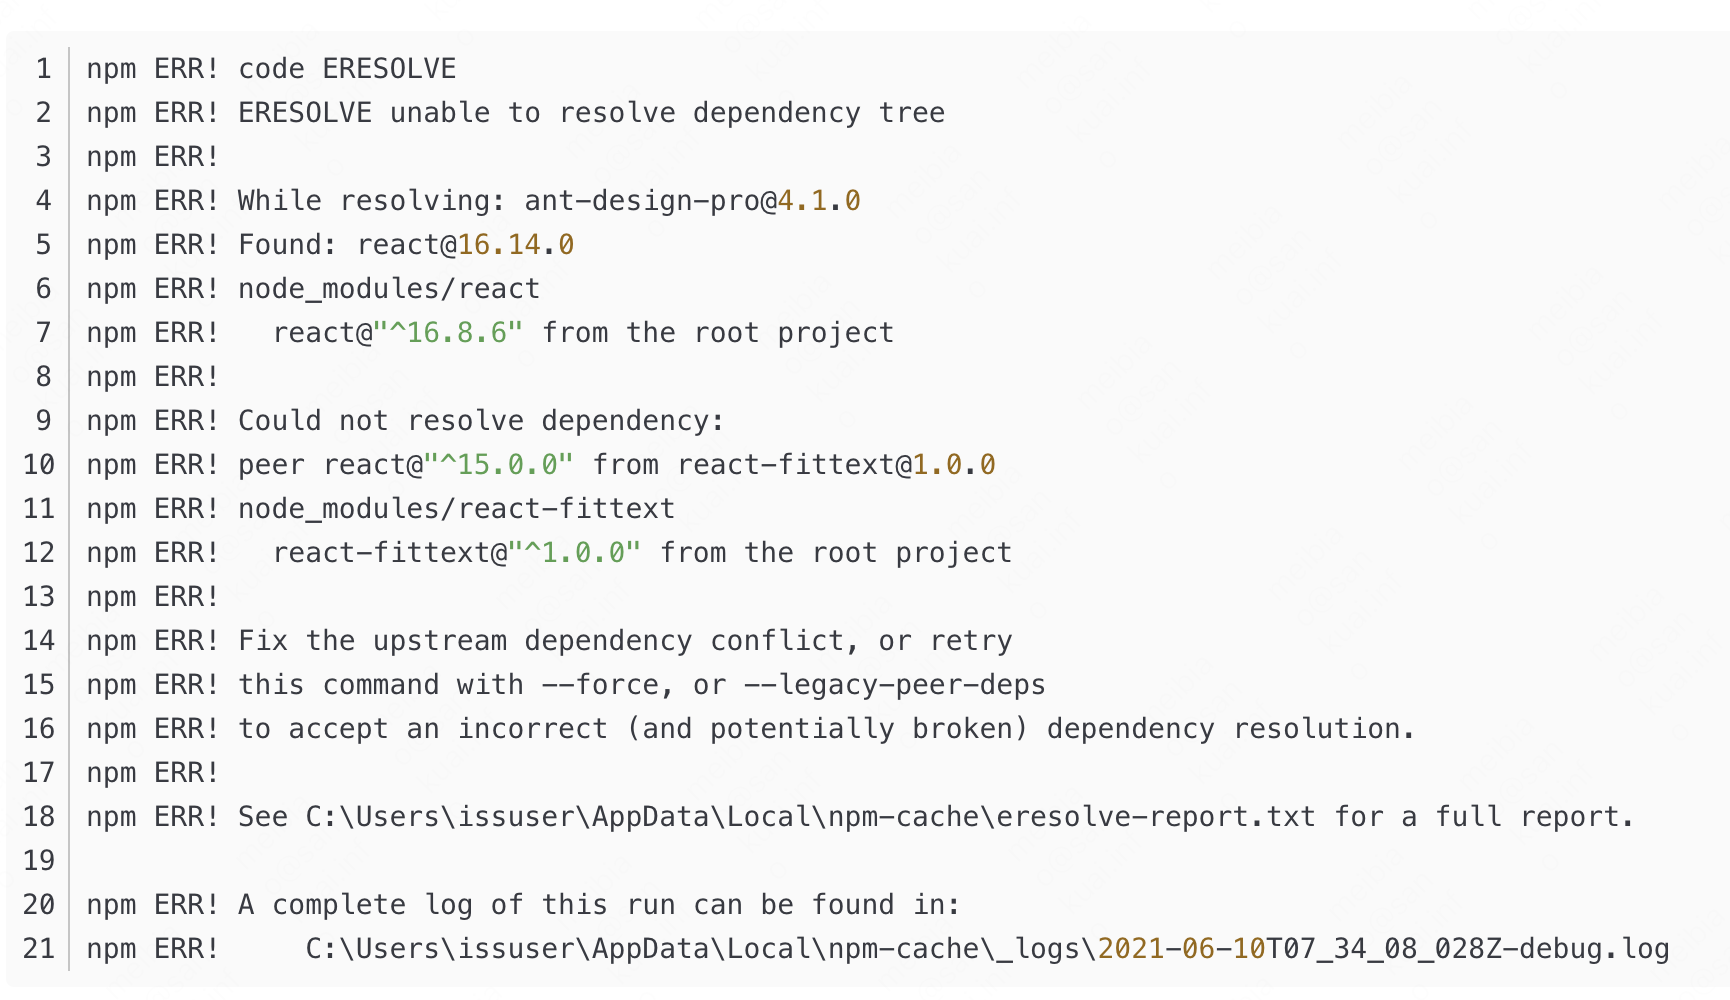 1 npm ERR! code ERESOLVE
2 npm ERR! ERESOLVE unable to resolve dependency tree
3 npm ERR!
4 npm ERR! While resolving: ant-design-pro@4.1.0
5 npm ERR! Found: react@16.14.0
6 npm ERR! node_modules/react
7 npm ERR!   react@"^16.8.6" from the root project
8 npm ERR!
9 npm ERR! Could not resolve dependency:
10 npm ERR! peer react@"^15.0.0" from react-fittext@1.0.0
11 npm ERR! node_modules/react-fittext
12 npm ERR!   react-fittext@"^1.0.0" from the root project
13 npm ERR!
14 npm ERR! Fix the upstream dependency conflict, or retry
15 npm ERR! this command with --force, or --legacy-peer-deps
16 npm ERR! to accept an incorrect (and potentially broken) dependency resolution.
17 npm ERR!
18 npm ERR! See C:\Users\issuser\AppData\Local\npm-cache\eresolve-report.txt for a full report.
19
20 npm ERR! A complete log of this run can be found in:
21 npm ERR!     C:\Users\issuser\AppData\Local\npm-cache\_logs\2021-06-10T07_34_08_028Z-debug.log